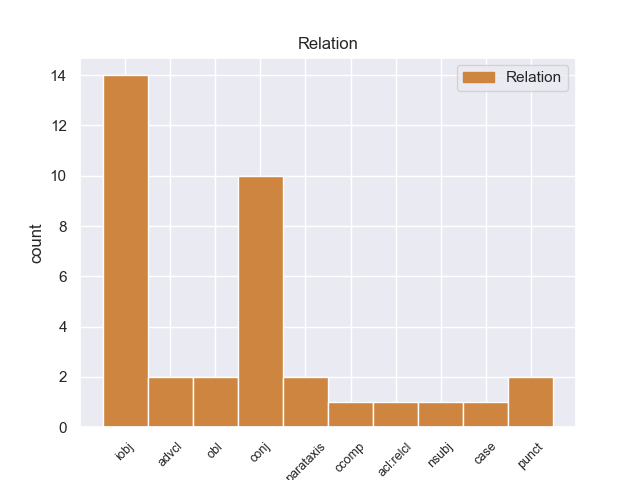 Relation
Relation
14
12
10
8
6
4
2
0
count
iobj
advcl
obl
conj
parataxis
ccomp
acl:relcl
nsubj
case
punct